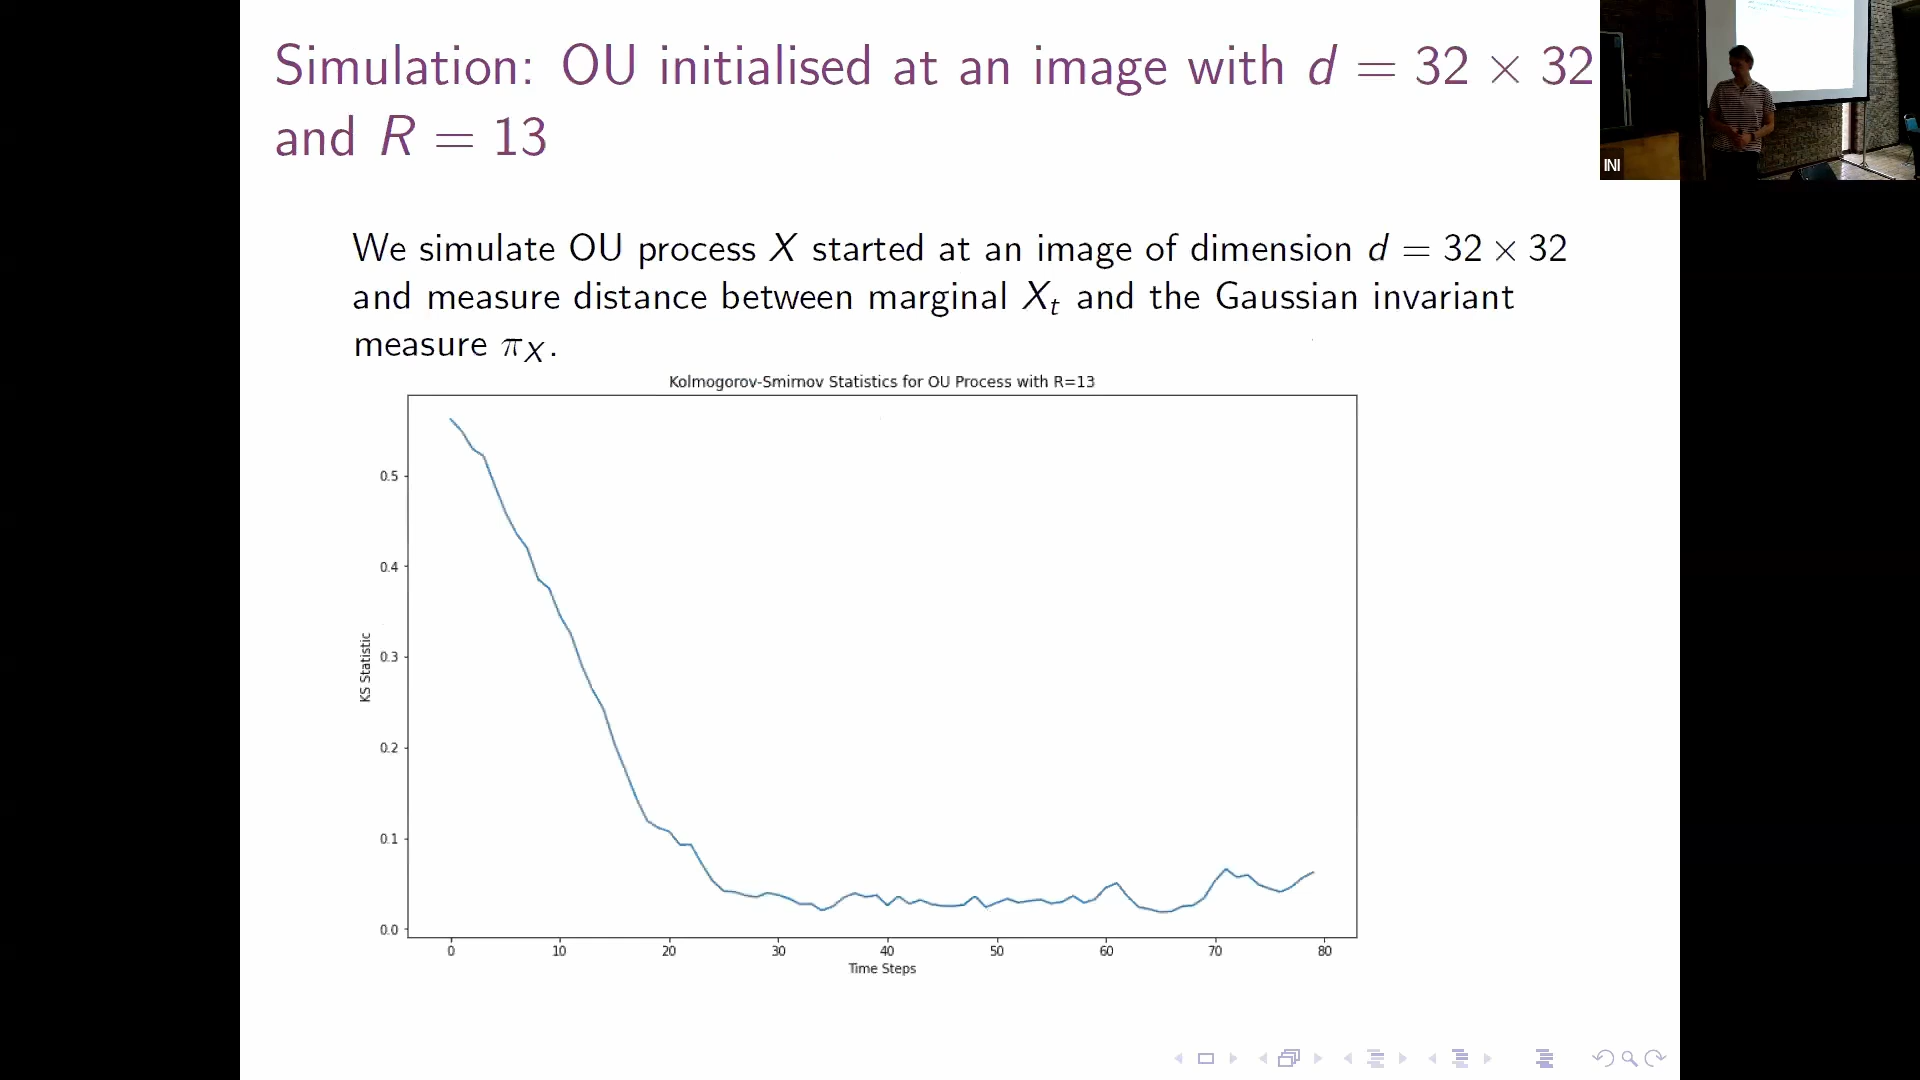 Simulation: OU initialised at an image with d = 32 × 32
and R = 13
INI
We simulate OU process X started at an image of dimension d = 32 × 32
and measure distance between marginal Xₜ and the Gaussian invariant
measure π_X.
Kolmogorov-Smirnov Statistics for OU Process with R=13
0.5
0.4
0.3
0.2
0.1
0.0
KS Statistic
0 10 20 30 40 50 60 70 80
Time Steps